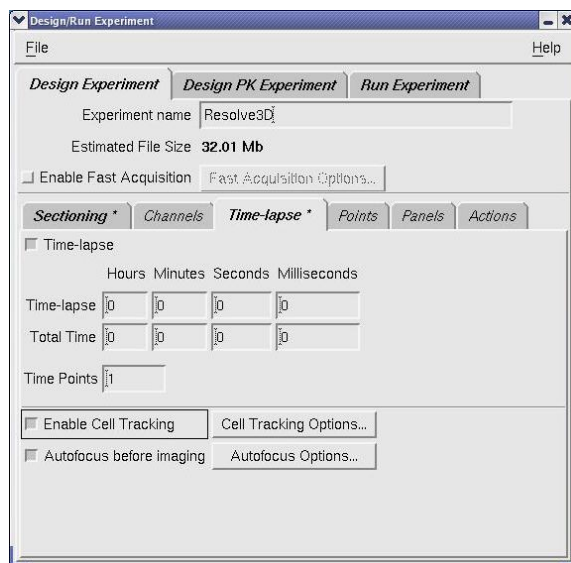 Design/Run Experiment
File Help
Design Experiment Design PK Experiment Run Experiment
Experiment name Resolve3D
Estimated File Size 32.01 Mb
Enable Fast Acquisition Fast Acquisition Options...
Sectioning * Channels Time-lapse * Points Panels Actions
Time-lapse
Hours Minutes Seconds Milliseconds
Time-lapse 0 0 0 0
Total Time 0 0 0 0
Time Points 1
Enable Cell Tracking Cell Tracking Options...
Autofocus before imaging Autofocus Options...